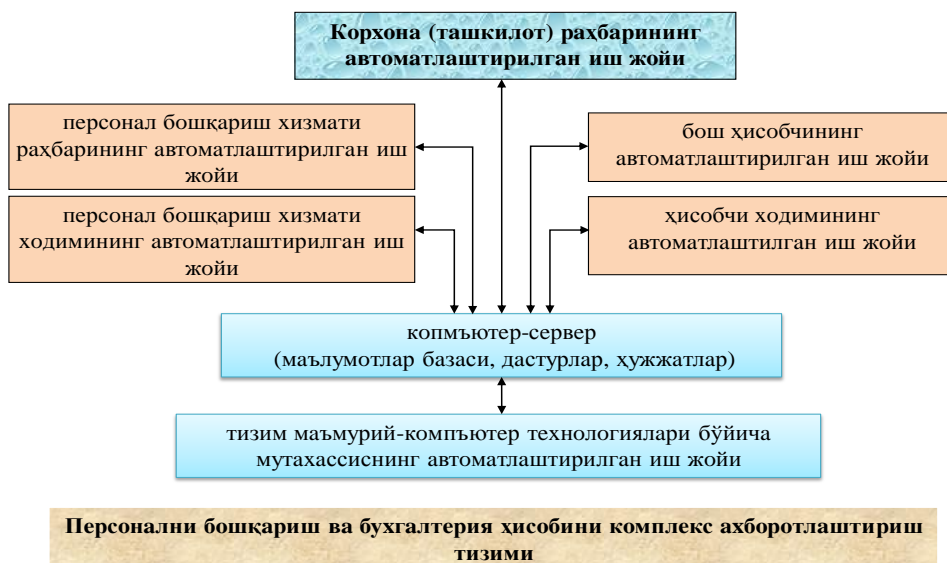 Корхона (ташкилот) раҳбарининг
автоматлаштирилган иш жойи
персонал бошқариш хизмати
раҳбарининг автоматлаштирилган иш
жойи
бош ҳисобчининг
автоматлаштирилган иш жойи
персонал бошқариш хизмати
ходимининг автоматлаштирилган иш
жойи
ҳисобчи ходимининг
автоматлаштилган иш жойи
копмъютер-сервер
(маълумотлар базаси, дастурлар, ҳужжатлар)
тизим маъмурий-компъютер технологиялари бўйича
мутахассиснинг автоматлаштирилган иш жойи
Персонални бошқариш ва бухгалтерия ҳисобини комплекс ахборотлаштириш
тизими